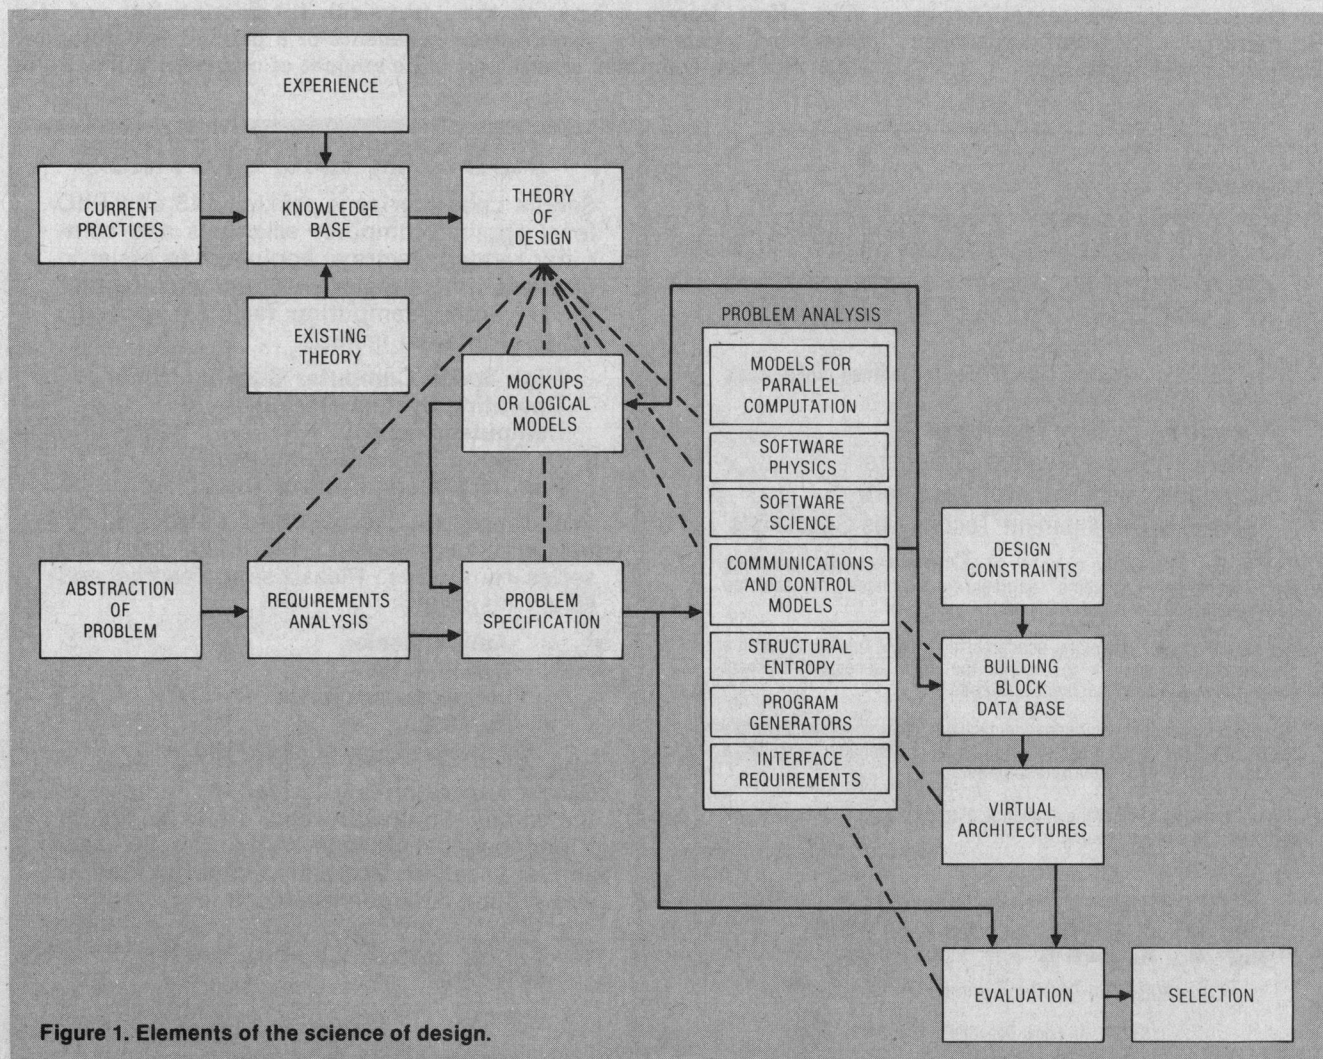 EXPERIENCE
CURRENT
PRACTICES
KNOWLEDGE
BASE
THEORY
OF
DESIGN
EXISTING
THEORY
MOCKUPS
OR LOGICAL
MODELS
PROBLEM ANALYSIS
MODELS FOR
PARALLEL
COMPUTATION
SOFTWARE
PHYSICS
SOFTWARE
SCIENCE
COMMUNICATIONS
AND CONTROL
MODELS
STRUCTURAL
ENTROPY
PROGRAM
GENERATORS
INTERFACE
REQUIREMENTS
ABSTRACTION
OF
PROBLEM
REQUIREMENTS
ANALYSIS
PROBLEM
SPECIFICATION
DESIGN
CONSTRAINTS
BUILDING
BLOCK
DATA BASE
VIRTUAL
ARCHITECTURES
EVALUATION
SELECTION
Figure 1. Elements of the science of design.